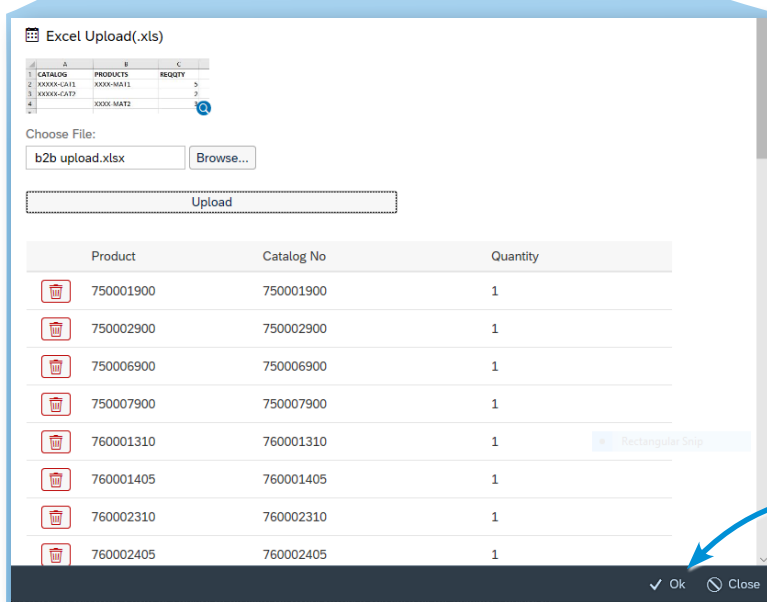 Excel Upload(.xls)
A B C
1 CATALOG PRODUCTS REQQTY
2 XXXXX-CAT1 XXXX-MAT1 5
3 XXXXX-CAT2 2
4 XXXX-MAT2
Choose File:
b2b upload.xlsx Browse...
Upload
Product Catalog No Quantity
750001900 750001900 1
750002900 750002900 1
750006900 750006900 1
750007900 750007900 1
760001310 760001310 1
Rectangular Snip
760001405 760001405 1
760002310 760002310 1
760002405 760002405 1
Ok Close